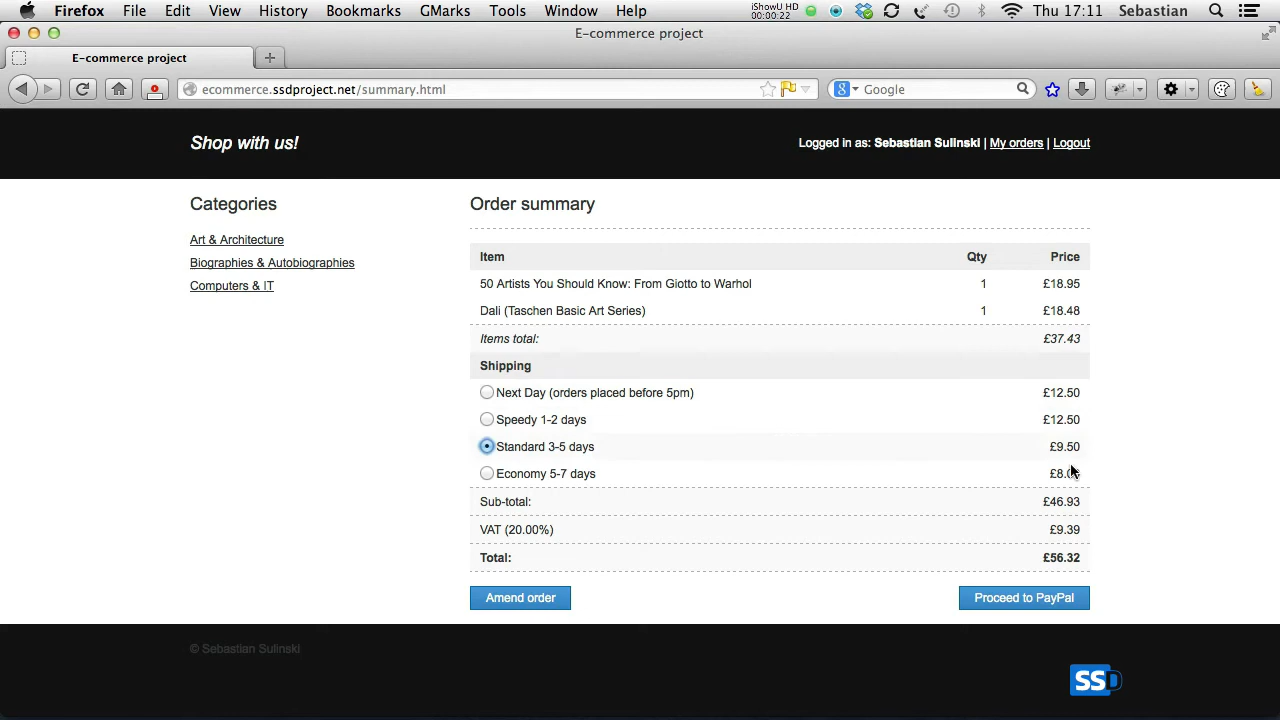 Firefox File Edit View History Bookmarks GMarks Tools Window Help iShowU HD 00:00:22 Thu 17:11 Sebastian
E-commerce project
E-commerce project
ecommerce.ssdproject.net/summary.html Google
Shop with us! Logged in as: Sebastian Sulinski | My orders | Logout
Categories
Art & Architecture
Biographies & Autobiographies
Computers & IT
Order summary
Item Qty Price
50 Artists You Should Know: From Giotto to Warhol 1 £18.95
Dali (Taschen Basic Art Series) 1 £18.48
Items total: £37.43
Shipping
Next Day (orders placed before 5pm) £12.50
Speedy 1-2 days £12.50
Standard 3-5 days £9.50
Economy 5-7 days
Sub-total: £46.93
VAT (20.00%) £9.39
Total: £56.32
Amend order Proceed to PayPal
© Sebastian Sulinski
SSD